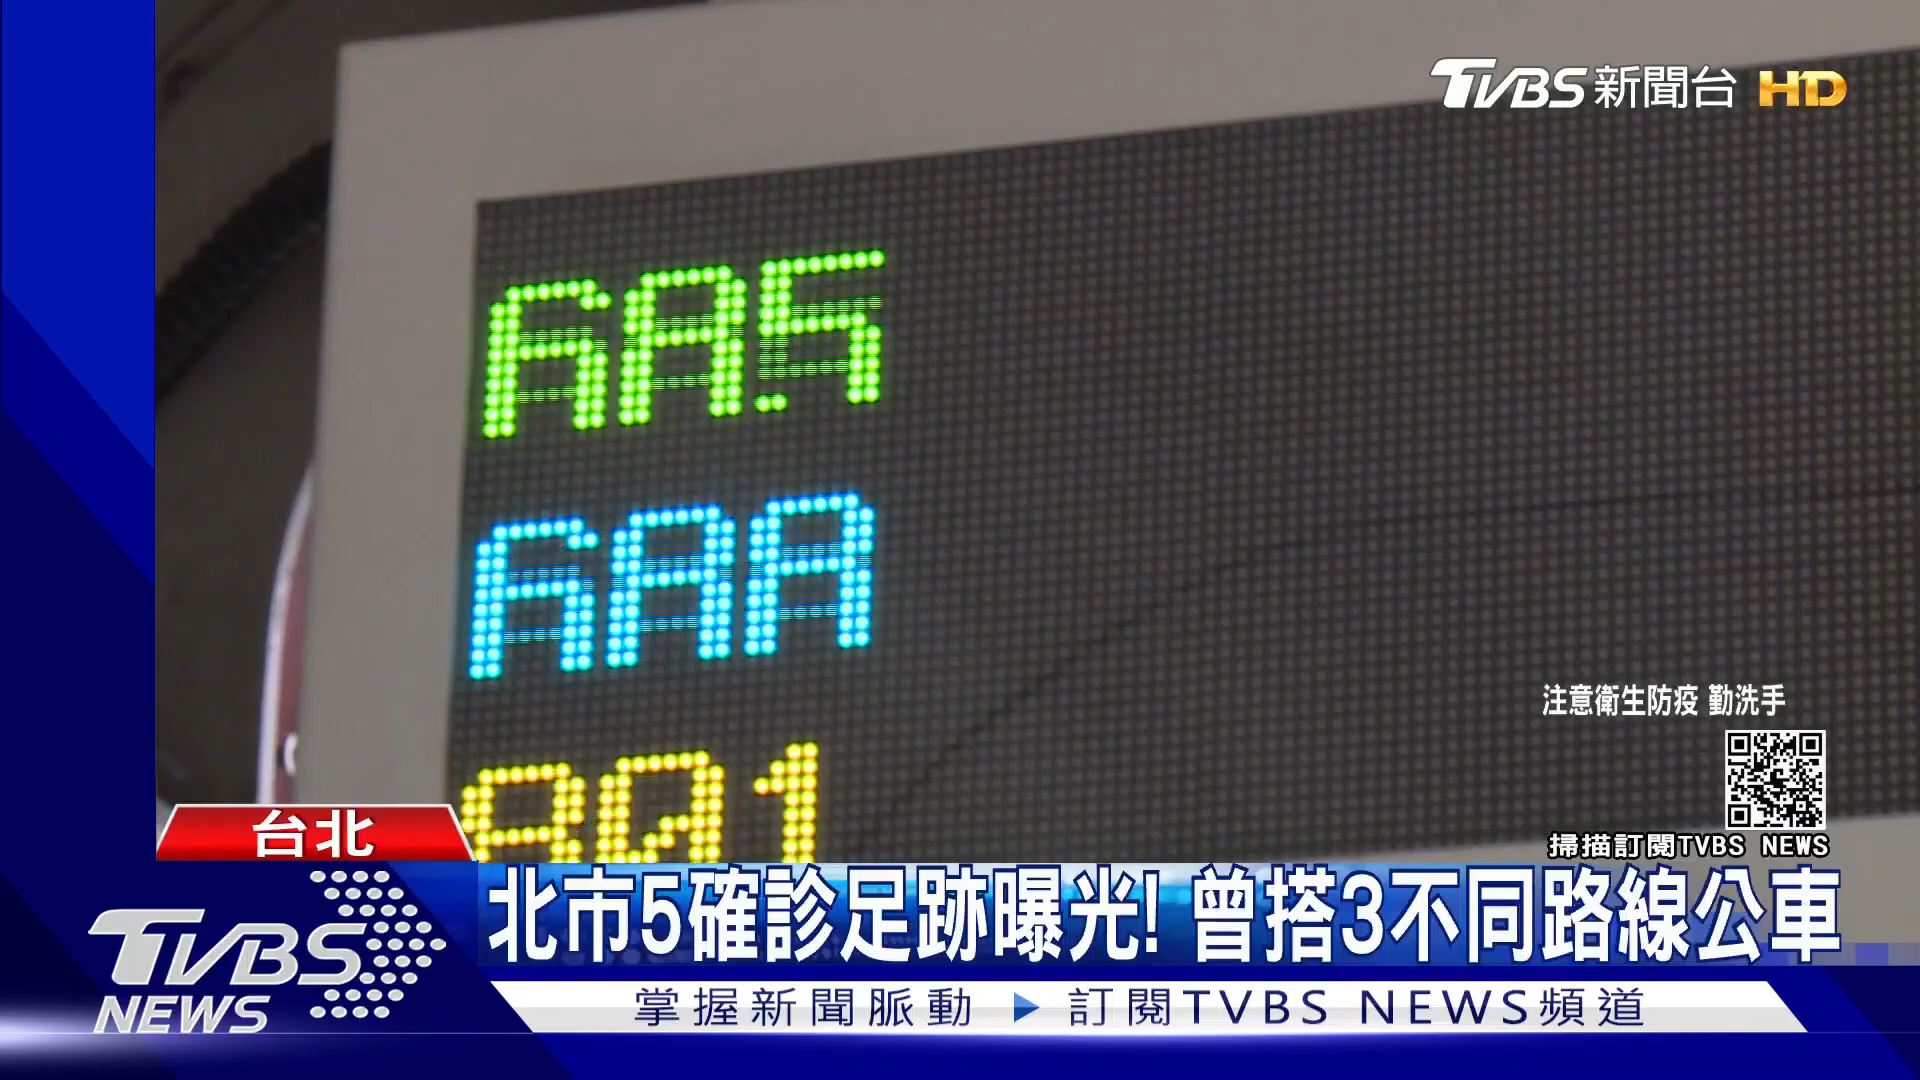 TVBS新聞台 HD
注意衛生防疫 勤洗手
掃描訂閱TVBS NEWS
台北
北市5確診足跡曝光! 曾搭3不同路線公車
TVBS NEWS
掌握新聞脈動 ▶ 訂閱TVBS NEWS頻道